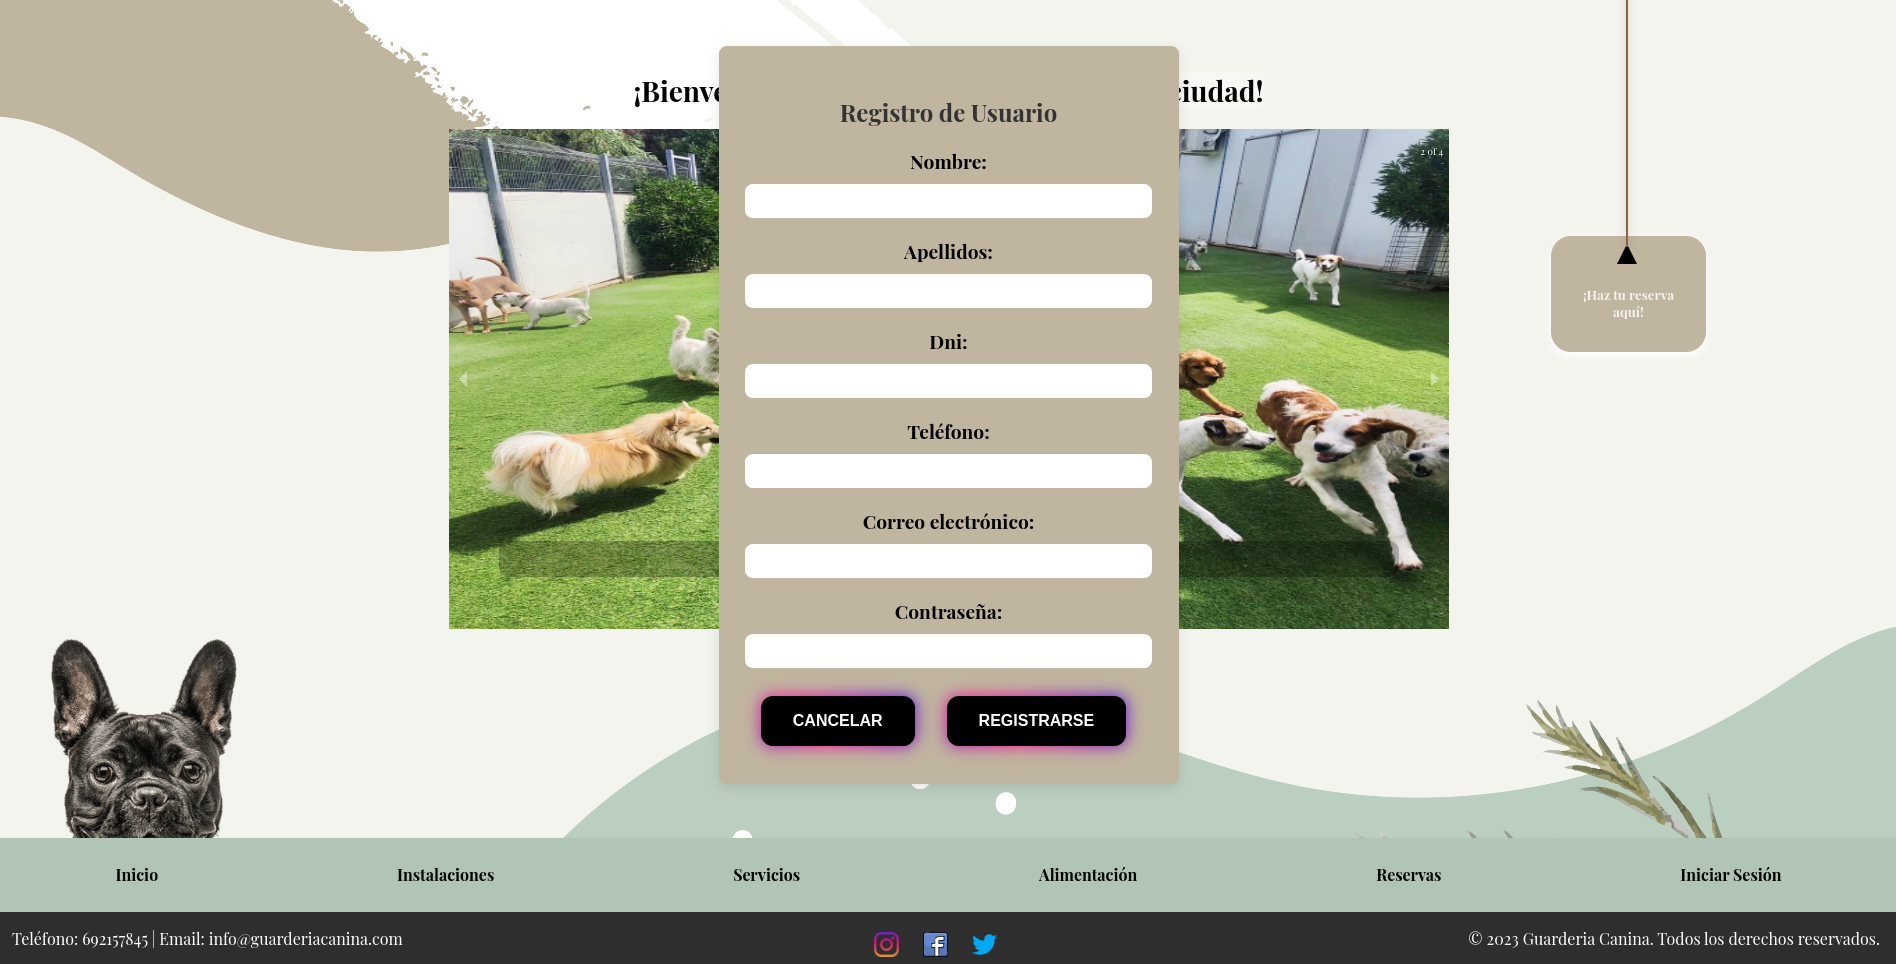 ciudad!
Registro de Usuario
Nombre:
2 of 4
Apellidos:
¡Haz tu reserva
aquí!
Dni:
Teléfono:
Correo electrónico:
Contraseña:
CANCELAR REGISTRARSE
Inicio Instalaciones Servicios Alimentación Reservas Iniciar Sesión
Teléfono: 692157845 | Email: info@guarderiacanina.com © 2023 Guarderia Canina. Todos los derechos reservados.